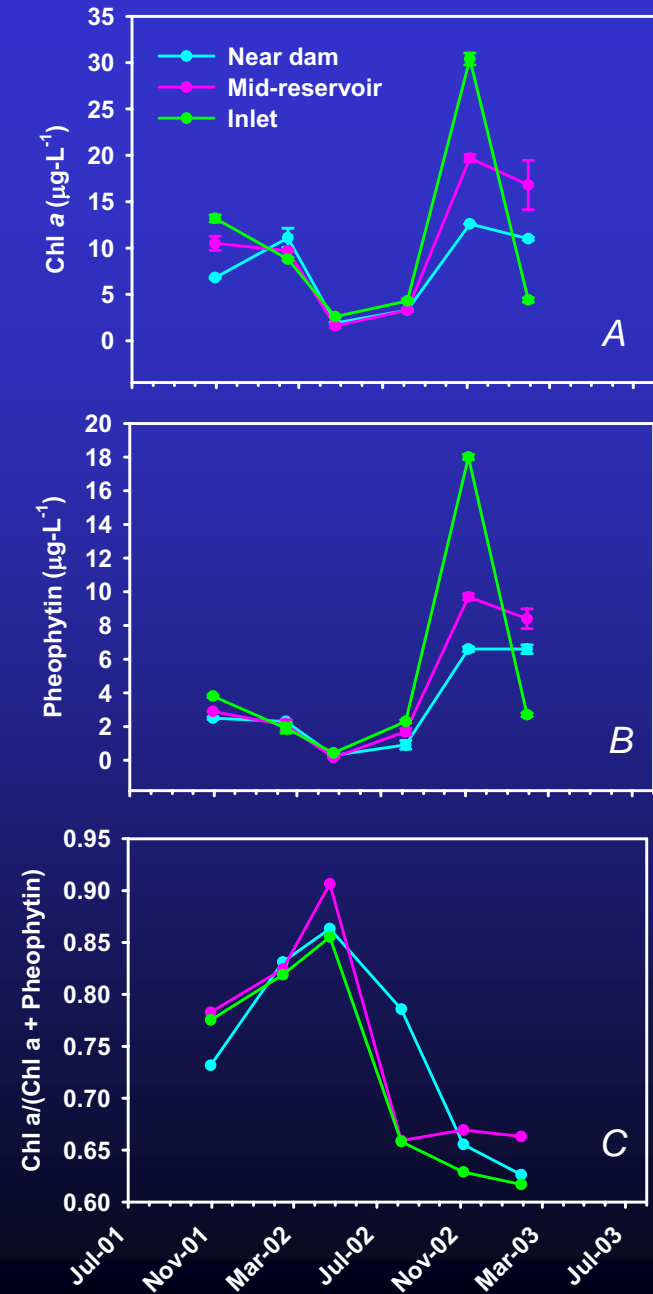 35
30
25
20
15
10
5
0
Chl a (μg-L-1)
Near dam
Mid-reservoir
Inlet
A
20
18
16
14
12
10
8
6
4
2
0
Pheophytin (μg-L-1)
B
0.95
0.90
0.85
0.80
0.75
0.70
0.65
0.60
Chl a/(Chl a + Pheophytin)
C
Jul-01
Nov-01
Mar-02
Jul-02
Nov-02
Mar-03
Jul-03